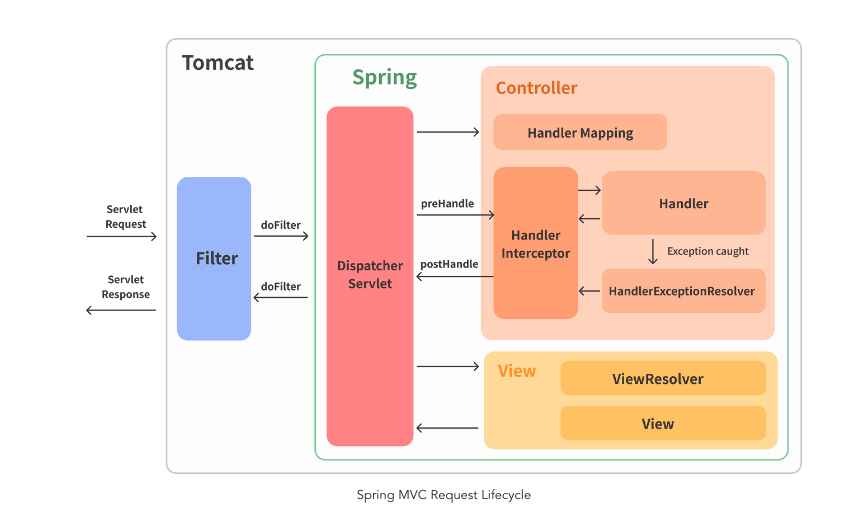 Tomcat
Spring
Controller
Handler Mapping
Servlet
Request
Filter
doFilter
preHandle
Handler
Handler
Interceptor
Exception caught
Dispatcher
Servlet
postHandle
HandlerExceptionResolver
Servlet
Response
doFilter
View
ViewResolver
View
Spring MVC Request Lifecycle